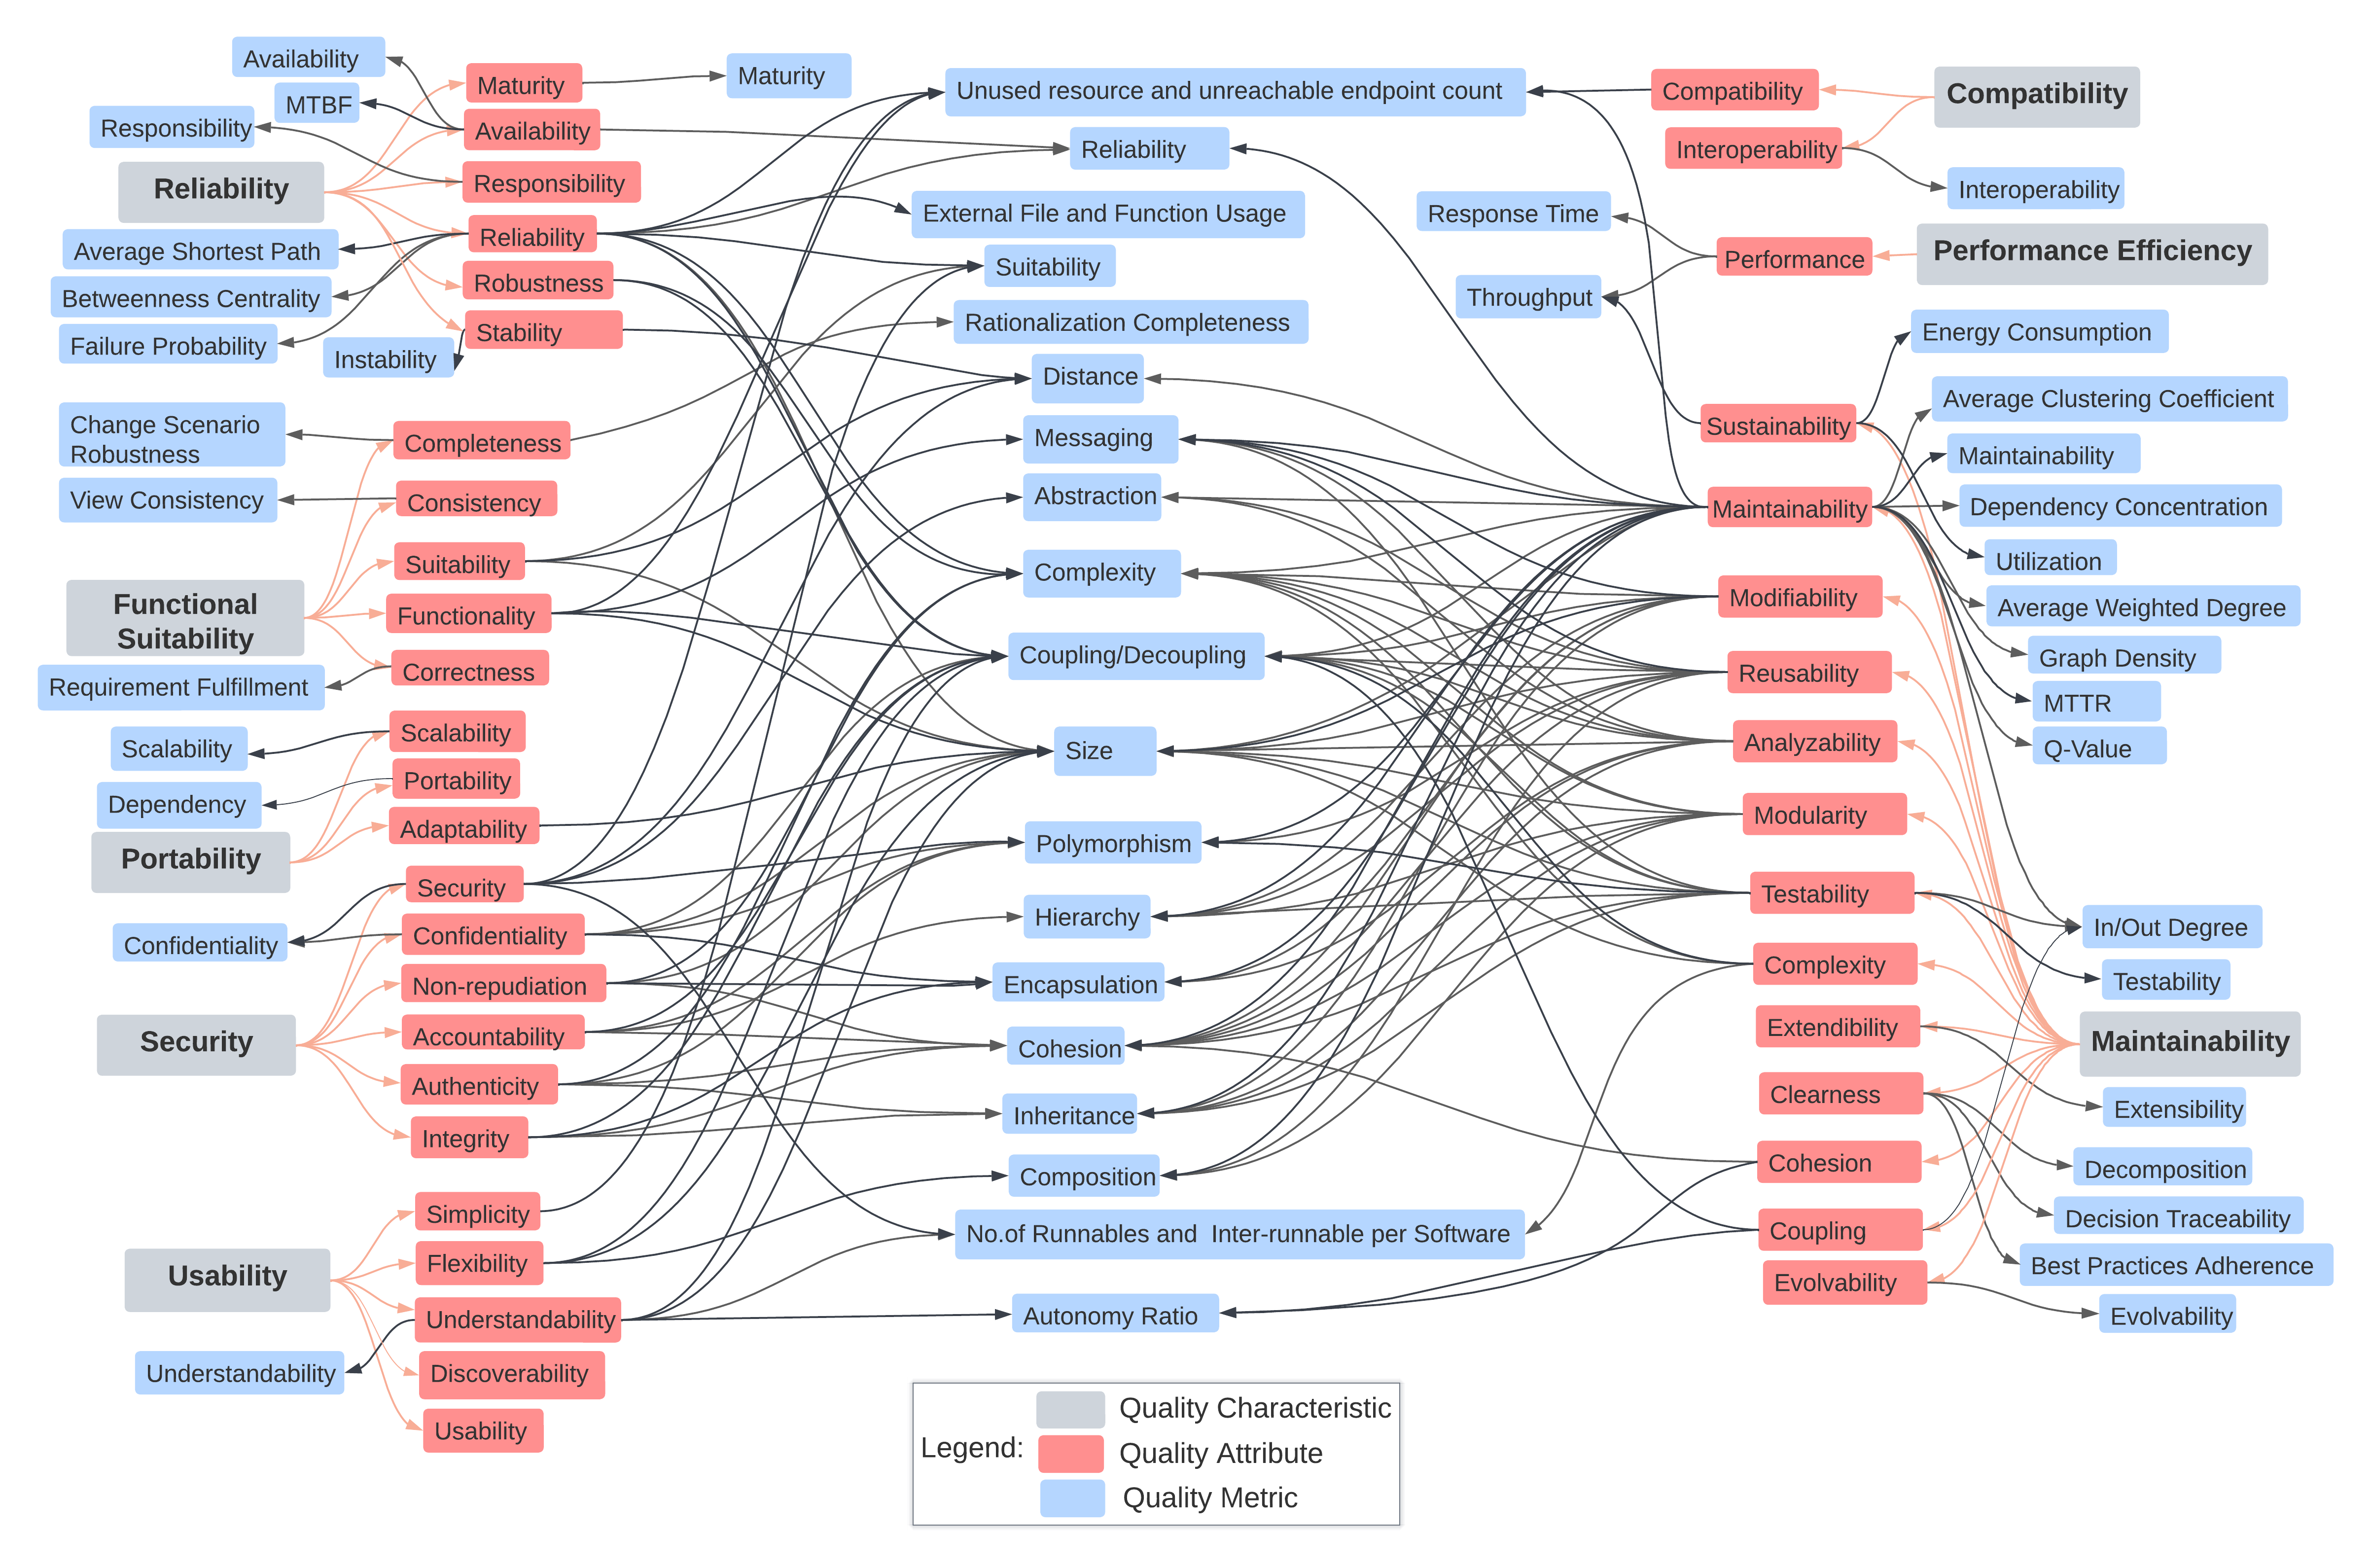 Availability
MTBF
Responsibility
Reliability
Average Shortest Path
Betweenness Centrality
Failure Probability
Instability
Maturity
Availability
Responsibility
Reliability
Robustness
Stability
Maturity
Change Scenario
Robustness
View Consistency
Functional
Suitability
Requirement Fulfillment
Completeness
Consistency
Suitability
Functionality
Correctness
Scalability
Dependency
Portability
Scalability
Portability
Adaptability
Confidentiality
Security
Security
Confidentiality
Non-repudiation
Accountability
Authenticity
Integrity
Usability
Understandability
Simplicity
Flexibility
Understandability
Discoverability
Usability
Unused resource and unreachable endpoint count
Reliability
External File and Function Usage
Suitability
Rationalization Completeness
Distance
Messaging
Abstraction
Complexity
Coupling/Decoupling
Size
Polymorphism
Hierarchy
Encapsulation
Cohesion
Inheritance
Composition
No.of Runnables and  Inter-runnable per Software
Autonomy Ratio
Response Time
Throughput
Compatibility
Interoperability
Performance
Sustainability
Maintainability
Modifiability
Reusability
Analyzability
Modularity
Testability
Complexity
Extendibility
Clearness
Cohesion
Coupling
Evolvability
Compatibility
Interoperability
Performance Efficiency
Energy Consumption
Average Clustering Coefficient
Maintainability
Dependency Concentration
Utilization
Average Weighted Degree
Graph Density
MTTR
Q-Value
In/Out Degree
Testability
Maintainability
Extensibility
Decomposition
Decision Traceability
Best Practices Adherence
Evolvability
Legend:
Quality Characteristic
Quality Attribute
Quality Metric